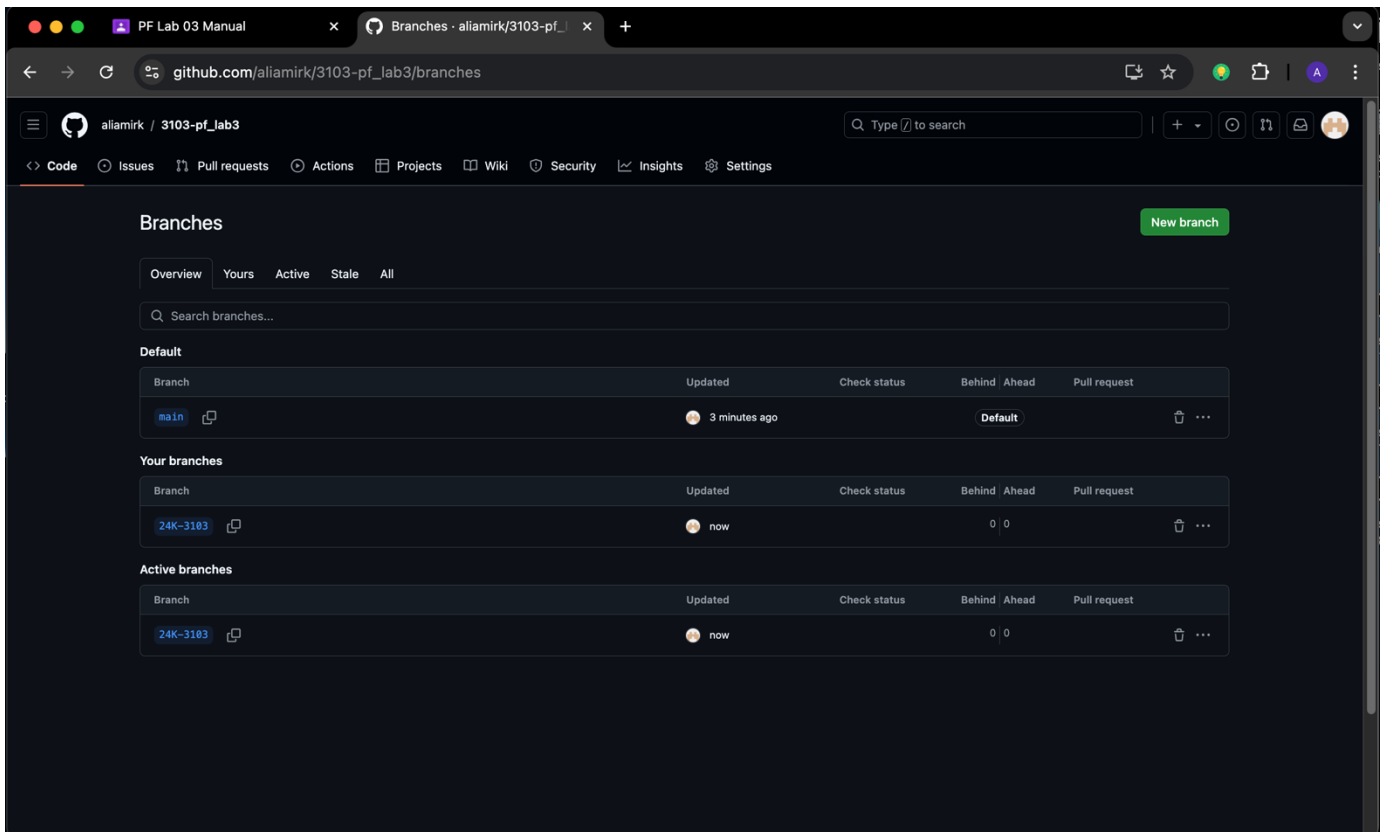 PF Lab 03 Manual
Branches · aliamirk/3103-pf_l
github.com/aliamirk/3103-pf_lab3/branches
A
aliamirk / 3103-pf_lab3
Type / to search
<> Code Issues Pull requests Actions Projects Wiki Security Insights Settings
Branches
New branch
Overview Yours Active Stale All
Search branches...
Default
Branch Updated Check status Behind Ahead Pull request
main 3 minutes ago Default
Your branches
Branch Updated Check status Behind Ahead Pull request
24K-3103 now 0 0
Active branches
Branch Updated Check status Behind Ahead Pull request
24K-3103 now 0 0